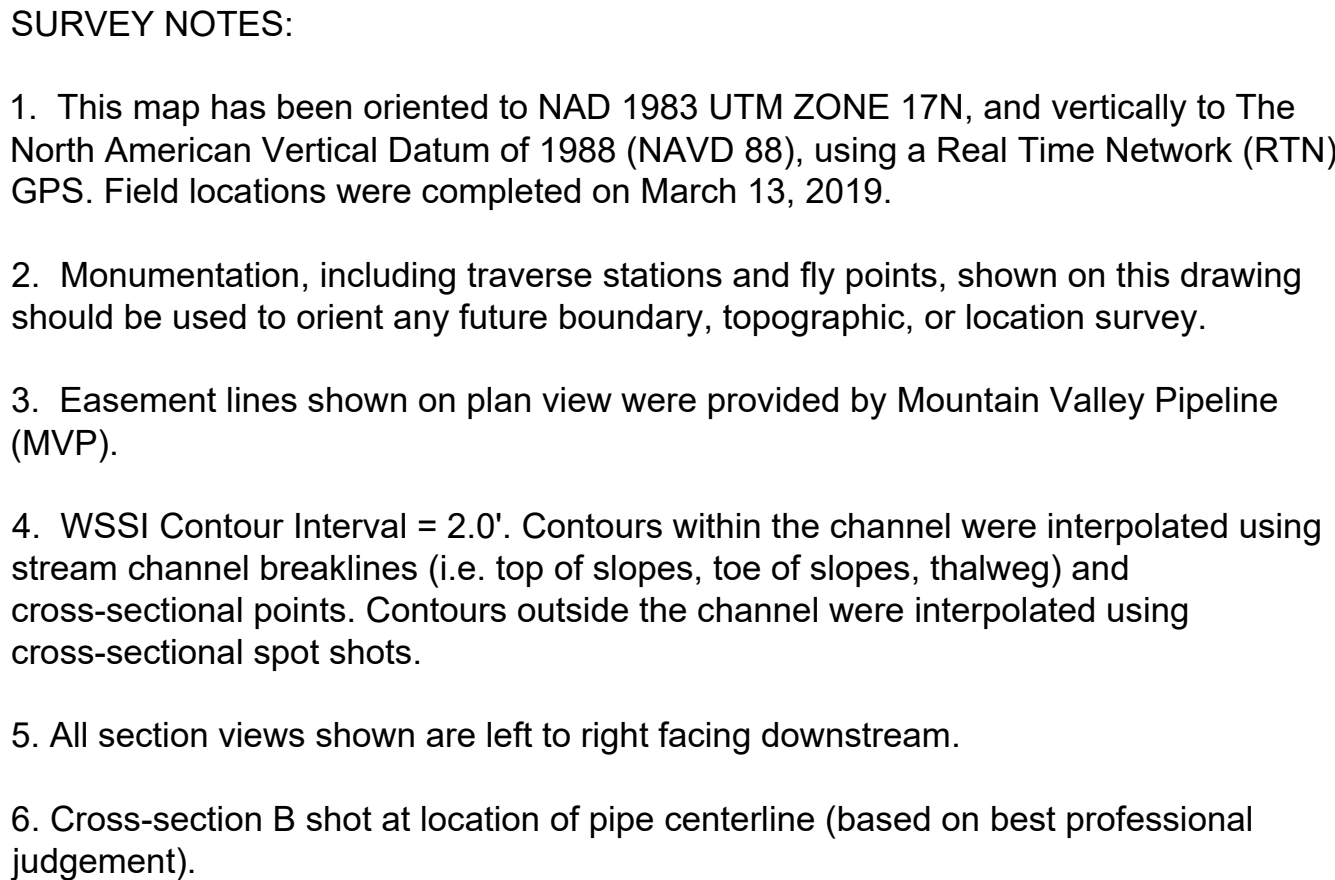 SURVEY NOTES:
1.  This map has been oriented to NAD 1983 UTM ZONE 17N, and vertically to The
North American Vertical Datum of 1988 (NAVD 88), using a Real Time Network (RTN)
GPS. Field locations were completed on March 13, 2019.
2.  Monumentation, including traverse stations and fly points, shown on this drawing
should be used to orient any future boundary, topographic, or location survey.
3.  Easement lines shown on plan view were provided by Mountain Valley Pipeline
(MVP).
4.  WSSI Contour Interval = 2.0'. Contours within the channel were interpolated using
stream channel breaklines (i.e. top of slopes, toe of slopes, thalweg) and
cross-sectional points. Contours outside the channel were interpolated using
cross-sectional spot shots.
5. All section views shown are left to right facing downstream.
6. Cross-section B shot at location of pipe centerline (based on best professional
judgement).